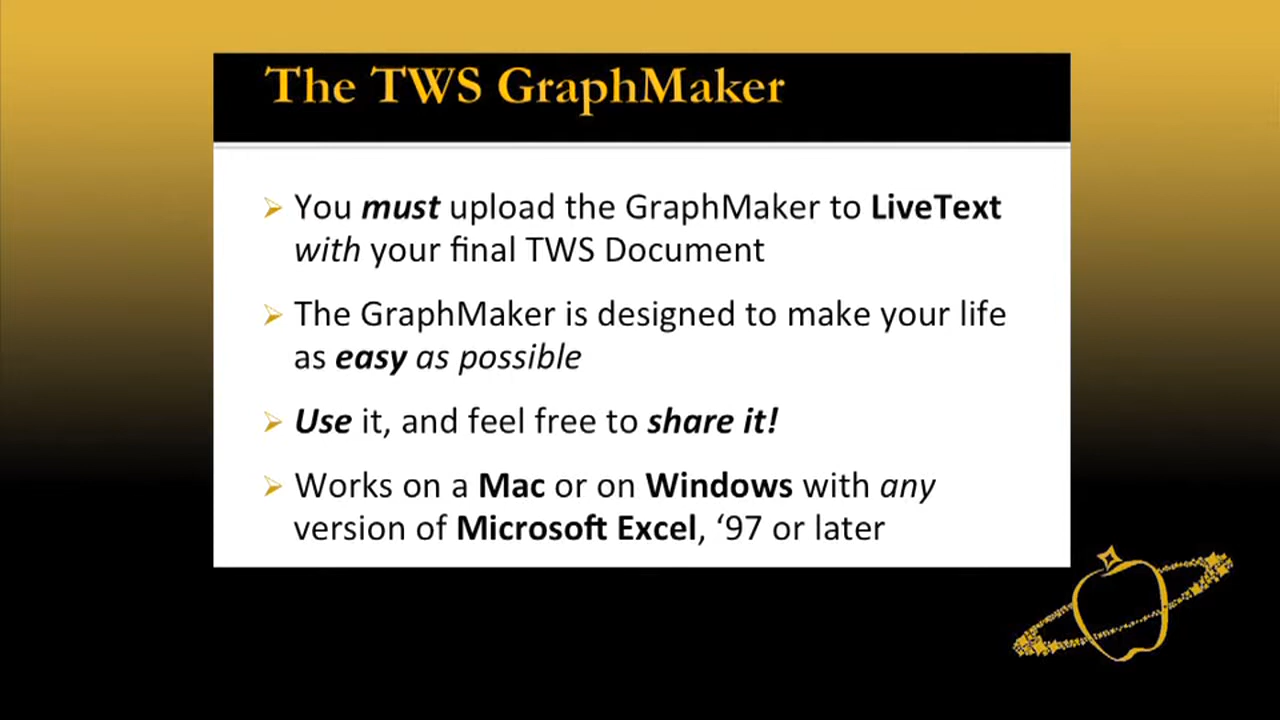 The TWS GraphMaker
You must upload the GraphMaker to LiveText
with your final TWS Document
The GraphMaker is designed to make your life
as easy as possible
Use it, and feel free to share it!
Works on a Mac or on Windows with any
version of Microsoft Excel, ‘97 or later